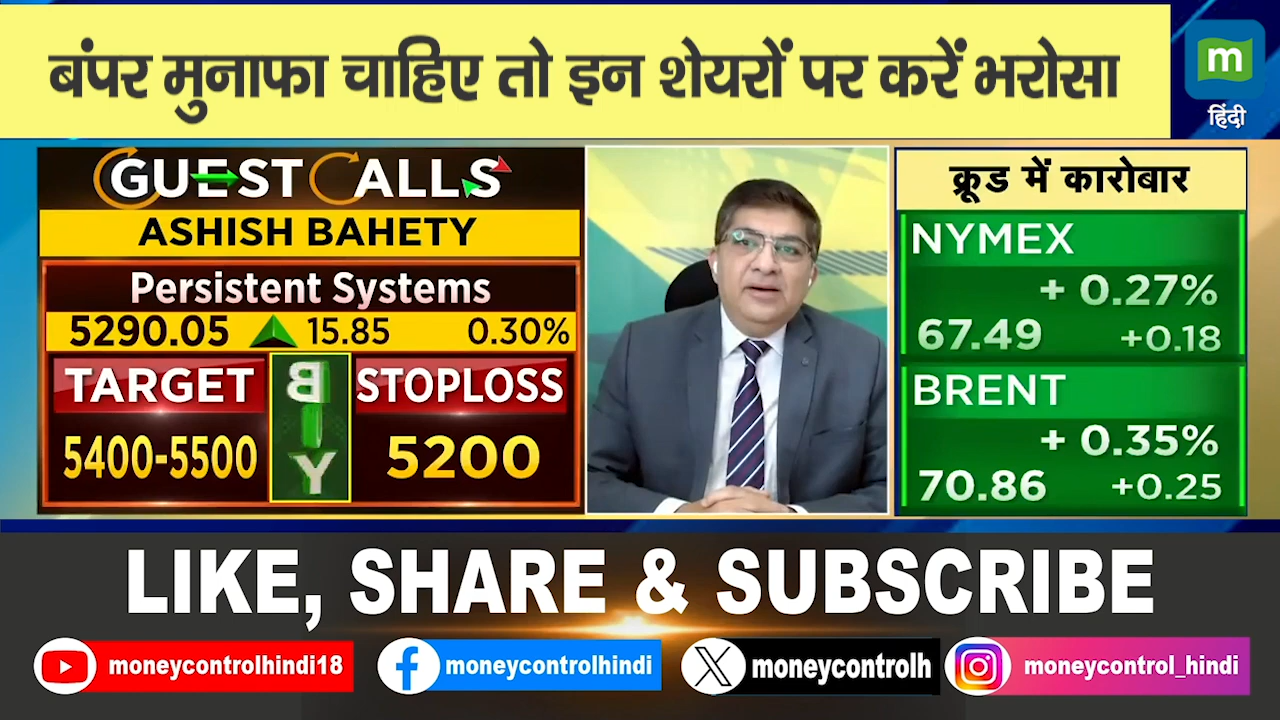 बंपर मुनाफा चाहिए तो इन शेयरों पर करें भरोसा
m
हिंदी
GUEST CALLS
ASHISH BAHETY
Persistent Systems
5290.05 15.85 0.30%
TARGET
5400-5500
BUY
STOPLOSS
5200
क्रूड में कारोबार
NYMEX
+ 0.27%
67.49 +0.18
BRENT
+ 0.35%
70.86 +0.25
LIKE, SHARE & SUBSCRIBE
moneycontrolhindi18
moneycontrolhindi
moneycontrolh
moneycontrol_hindi